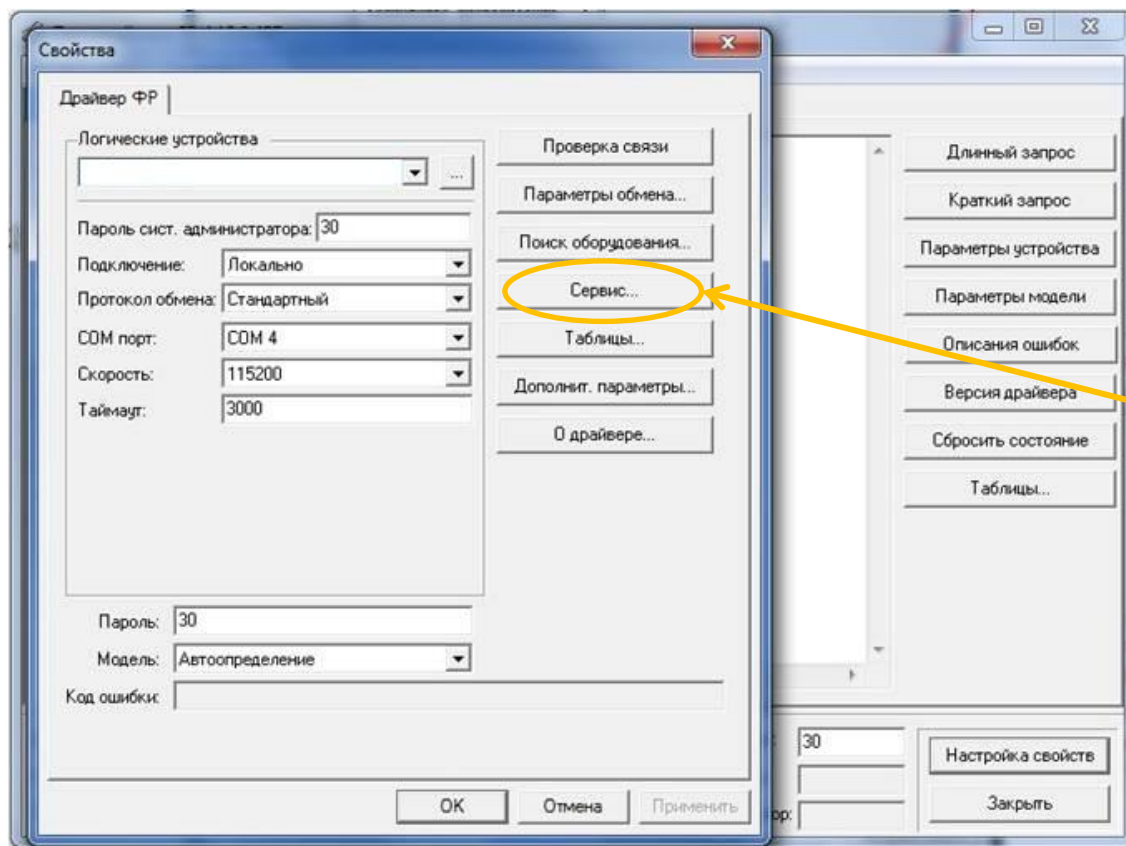 Свойства
Драйвер ФР
Логические устройства
...
Пароль сист. администратора: 30
Подключение: Локально
Протокол обмена: Стандартный
COM порт: COM 4
Скорость: 115200
Таймаут: 3000
Проверка связи
Параметры обмена...
Поиск оборудования...
Сервис...
Таблицы...
Дополнит. параметры...
О драйвере...
Пароль: 30
Модель: Автоопределение
Код ошибки:
OK
Отмена
Применить
Длинный запрос
Краткий запрос
Параметры устройства
Параметры модели
Описания ошибок
Версия драйвера
Сбросить состояние
Таблицы...
30
ор:
Настройка свойств
Закрыть